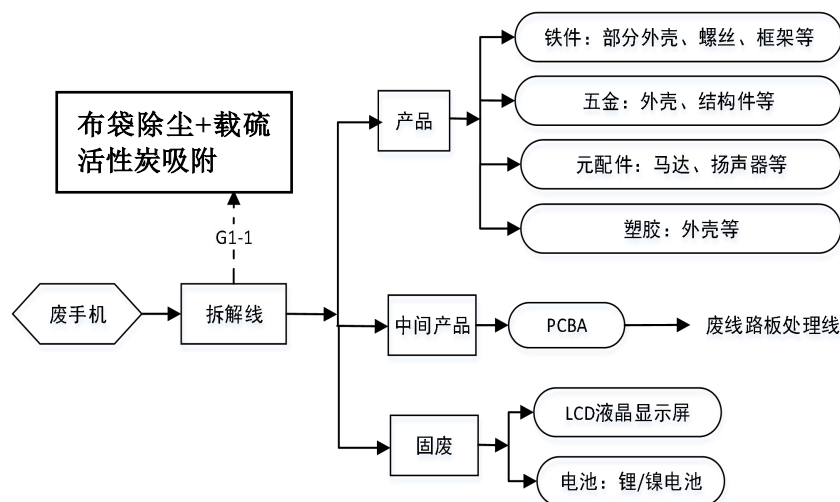 铁件：部分外壳、螺丝、框架等
布袋除尘+载硫
活性炭吸附
产品
五金：外壳、结构件等
元配件：马达、扬声器等
塑胶：外壳等
G1-1
废手机
拆解线
中间产品
PCBA
废线路板处理线
固废
LCD液晶显示屏
电池：锂/镍电池